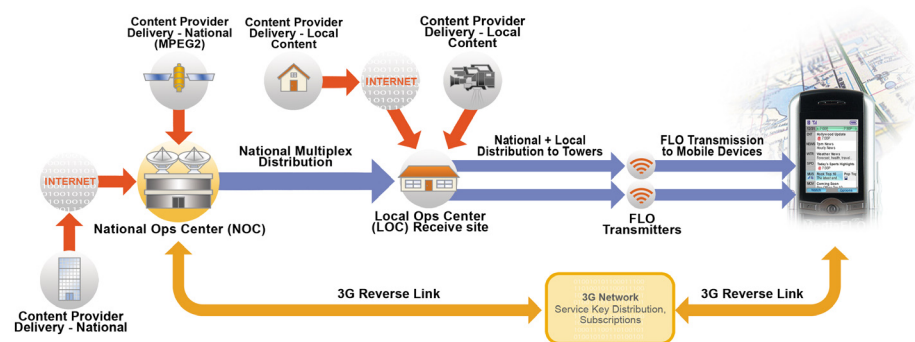 Content Provider
Delivery - National
(MPEG2)
Content Provider
Delivery - Local
Content
Content Provider
Delivery - Local
Content
INTERNET
National Multiplex
Distribution
National + Local
Distribution to Towers
FLO Transmission
to Mobile Devices
INTERNET
National Ops Center (NOC)
Local Ops Center
(LOC) Receive site
FLO
Transmitters
Content Provider
Delivery - National
3G Reverse Link
3G Network
Service Key Distribution,
Subscriptions
3G Reverse Link